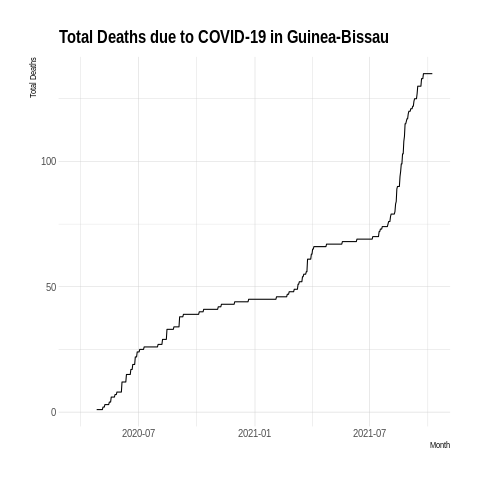 Total Deaths due to COVID-19 in Guinea-Bissau
Total Deaths
100
50
0
2020-07
2021-01
2021-07
Month